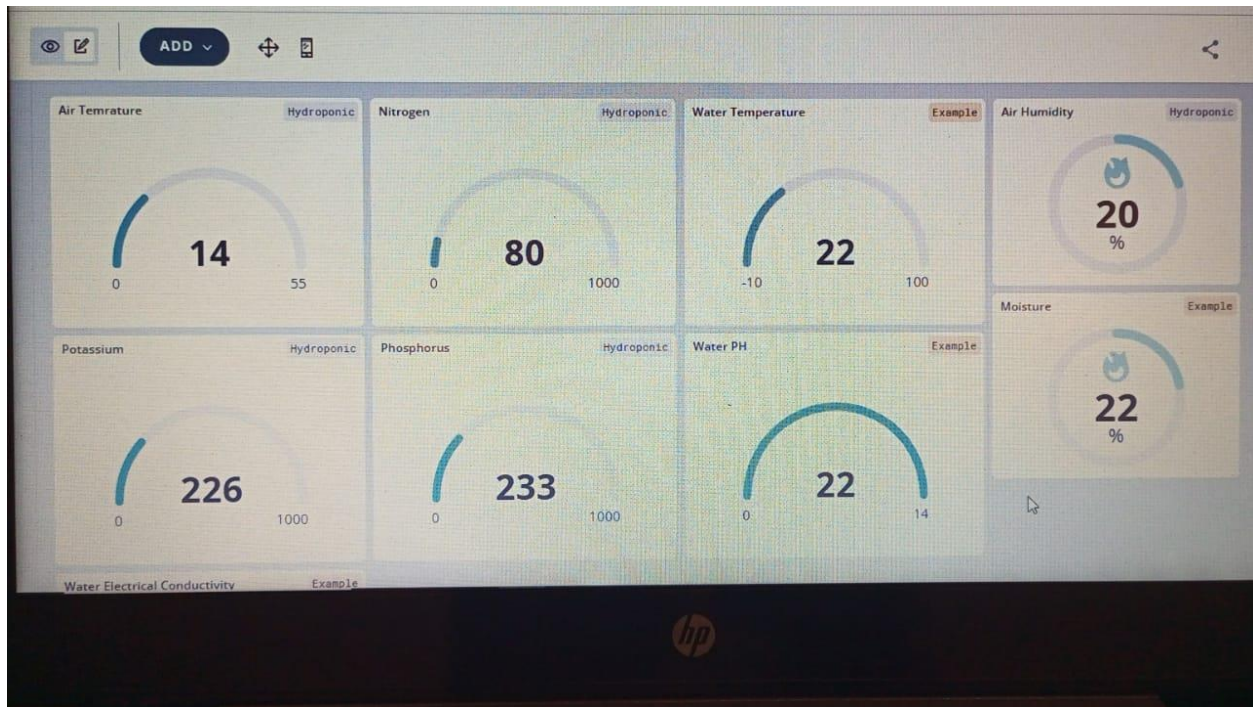 ADD
Air Temrature Hydroponic
14
0 55
Nitrogen Hydroponic
80
0 1000
Water Temperature Example
22
-10 100
Air Humidity Hydroponic
20
%
Moisture Example
22
%
Potassium Hydroponic
226
0 1000
Phosphorus Hydroponic
233
0 1000
Water PH Example
22
0 14
Water Electrical Conductivity Example
hp